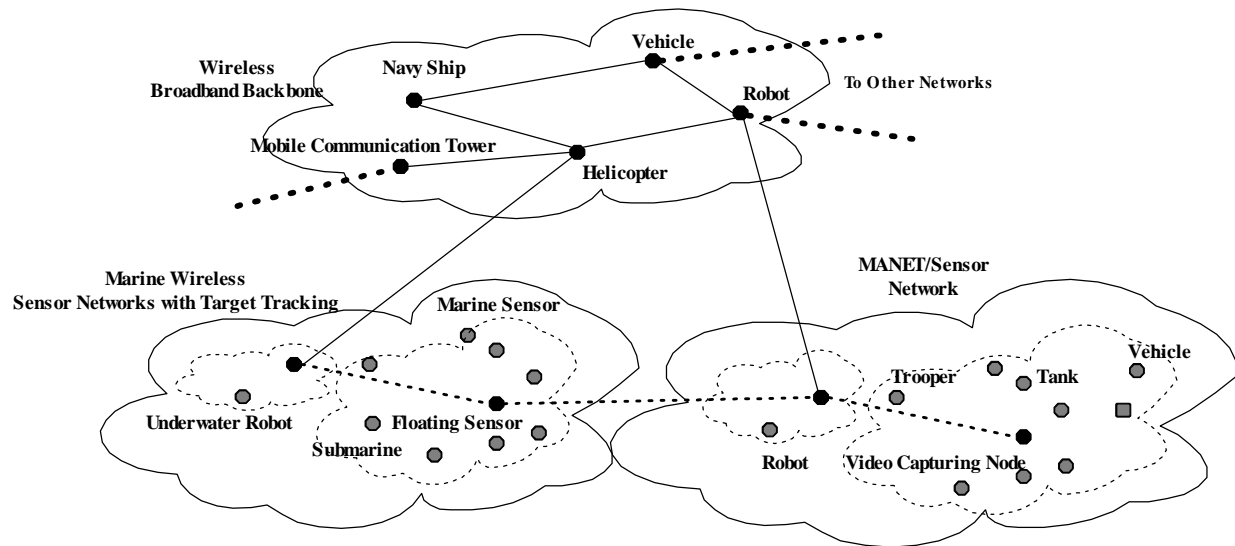 Vehicle
Wireless
Broadband Backbone
Navy Ship
To Other Networks
Robot
Mobile Communication Tower
Helicopter
Marine Wireless
Sensor Networks with Target Tracking
MANET/Sensor
Network
Marine Sensor
Vehicle
Trooper
Tank
Underwater Robot
Floating Sensor
Submarine
Robot
Video Capturing Node